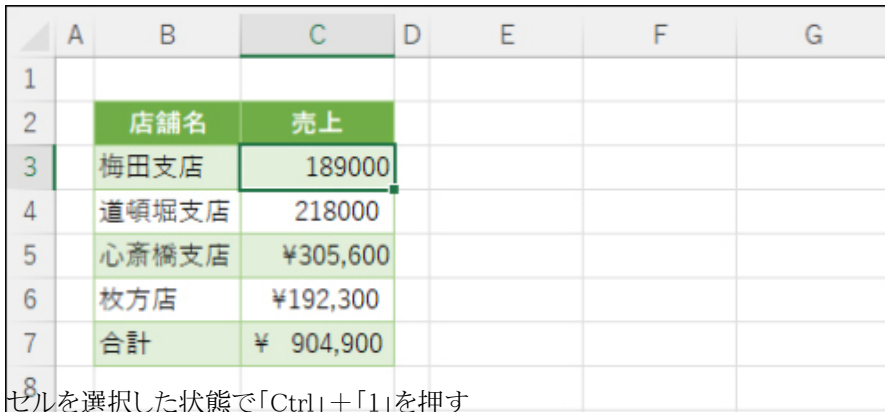 A B C D E F G
1
2 店舗名 売上
3 梅田支店 189000
4 道頓堀支店 218000
5 心斎橋支店 ¥305,600
6 枚方店 ¥192,300
7 合計 ¥ 904,900
8
セルを選択した状態で「Ctrl」＋「1」を押す